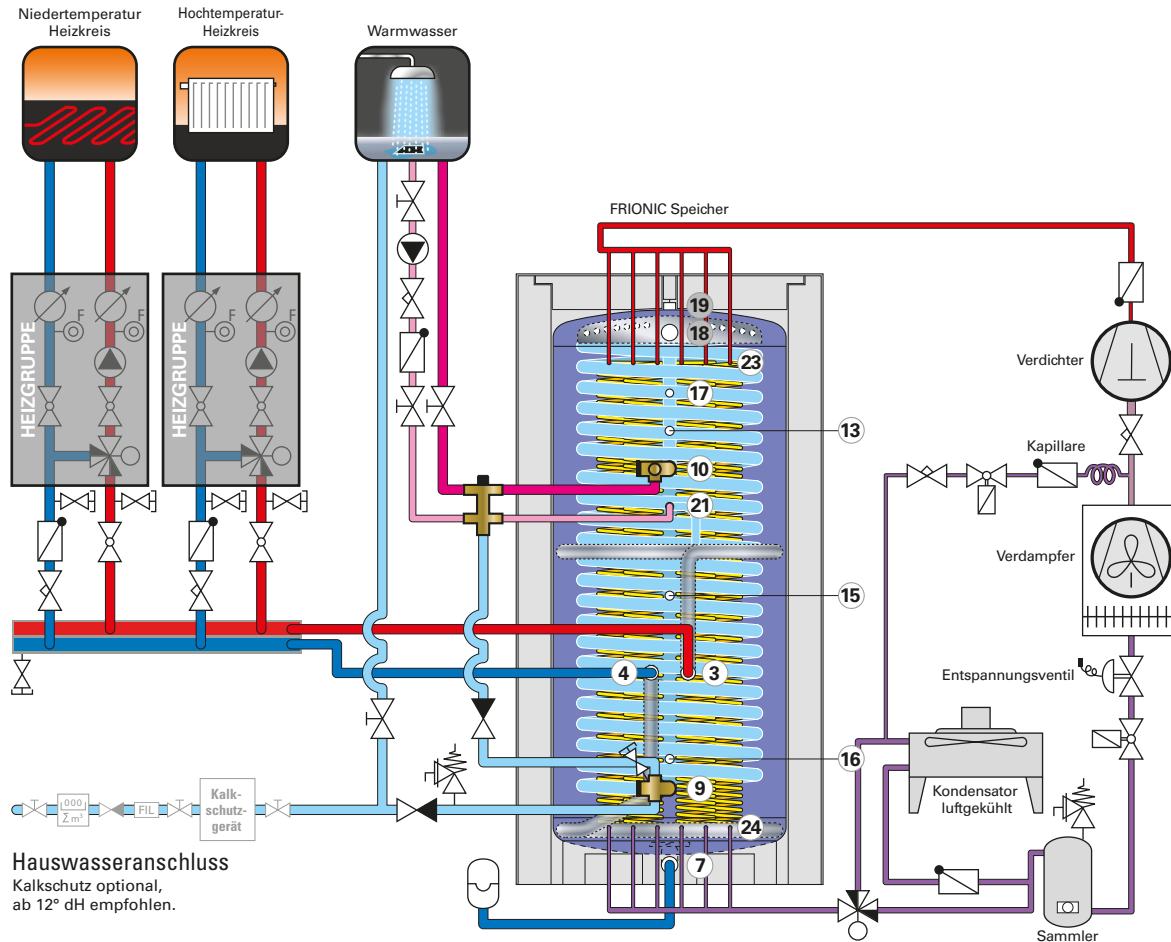 Niedertemperatur
Heizkreis
Hochtemperatur-
Heizkreis
Warmwasser
FRIONIC Speicher
19
18
23
17
13
10
21
15
4
3
16
9
24
7
F
F
HEIZGRUPPE
F
F
HEIZGRUPPE
Verdichter
Kapillare
Verdampfer
Entspannungsventil
Kondensator
luftgekühlt
Sammler
000
Σ m³
FIL
Kalk-
schutz-
gerät
Hauswasseranschluss
Kalkschutz optional,
ab 12° dH empfohlen.